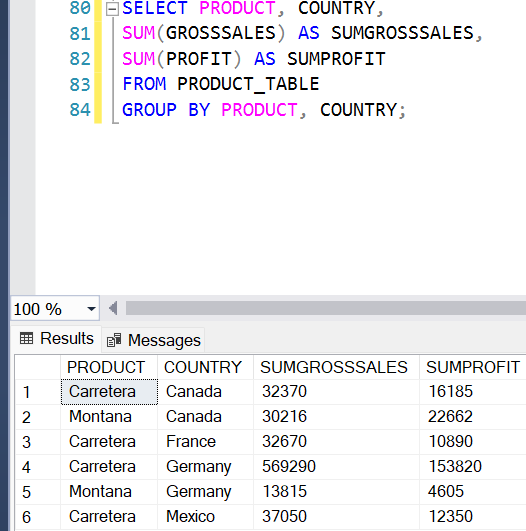 80 SELECT PRODUCT, COUNTRY,
81 SUM(GROSSSALES) AS SUMGROSSSALES,
82 SUM(PROFIT) AS SUMPROFIT
83 FROM PRODUCT_TABLE
84 GROUP BY PRODUCT, COUNTRY;
100 %
Results Messages
PRODUCT COUNTRY SUMGROSSSALES SUMPROFIT
1 Carretera Canada 32370 16185
2 Montana Canada 30216 22662
3 Carretera France 32670 10890
4 Carretera Germany 569290 153820
5 Montana Germany 13815 4605
6 Carretera Mexico 37050 12350